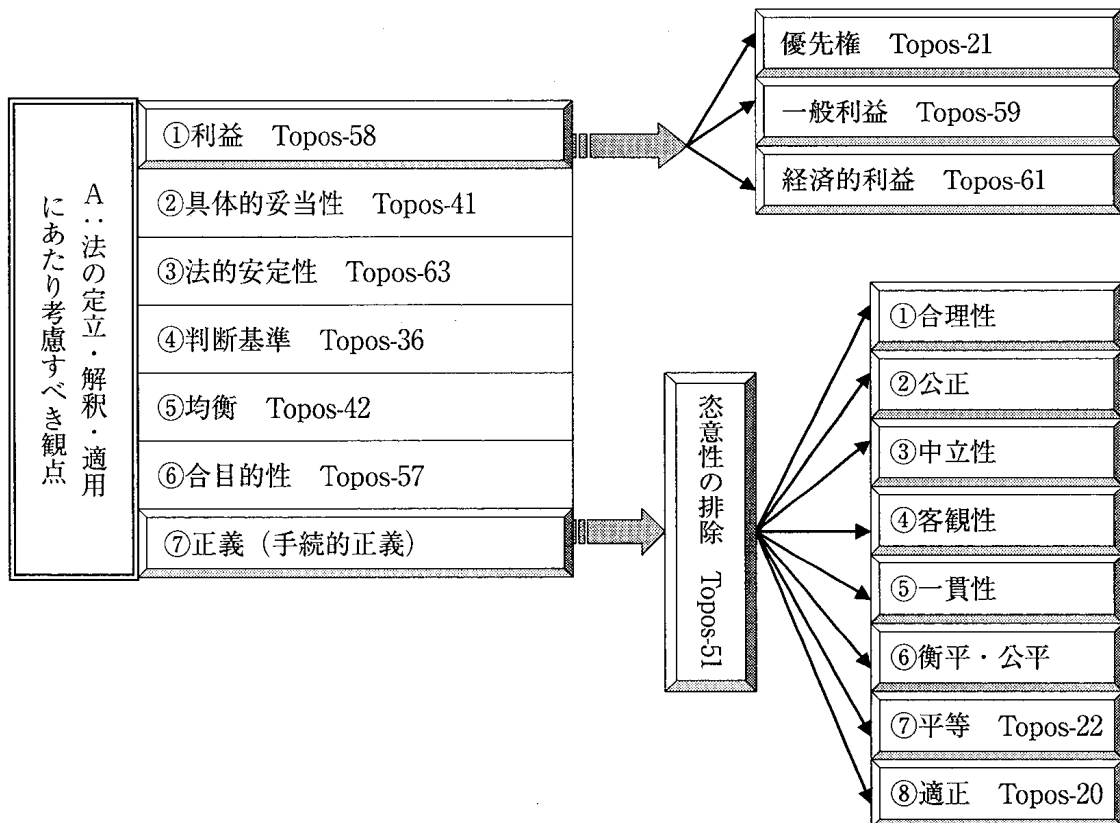 A:法の定立・解釈・適用
にあたり考慮すべき観点
①利益　Topos-58
②具体的妥当性　Topos-41
③法的安定性　Topos-63
④判断基準　Topos-36
⑤均衡　Topos-42
⑥合目的性　Topos-57
⑦正義（手続的正義）
優先権　Topos-21
一般利益　Topos-59
経済的利益　Topos-61
恣意性の排除　Topos-51
①合理性
②公正
③中立性
④客観性
⑤一貫性
⑥衡平・公平
⑦平等　Topos-22
⑧適正　Topos-20